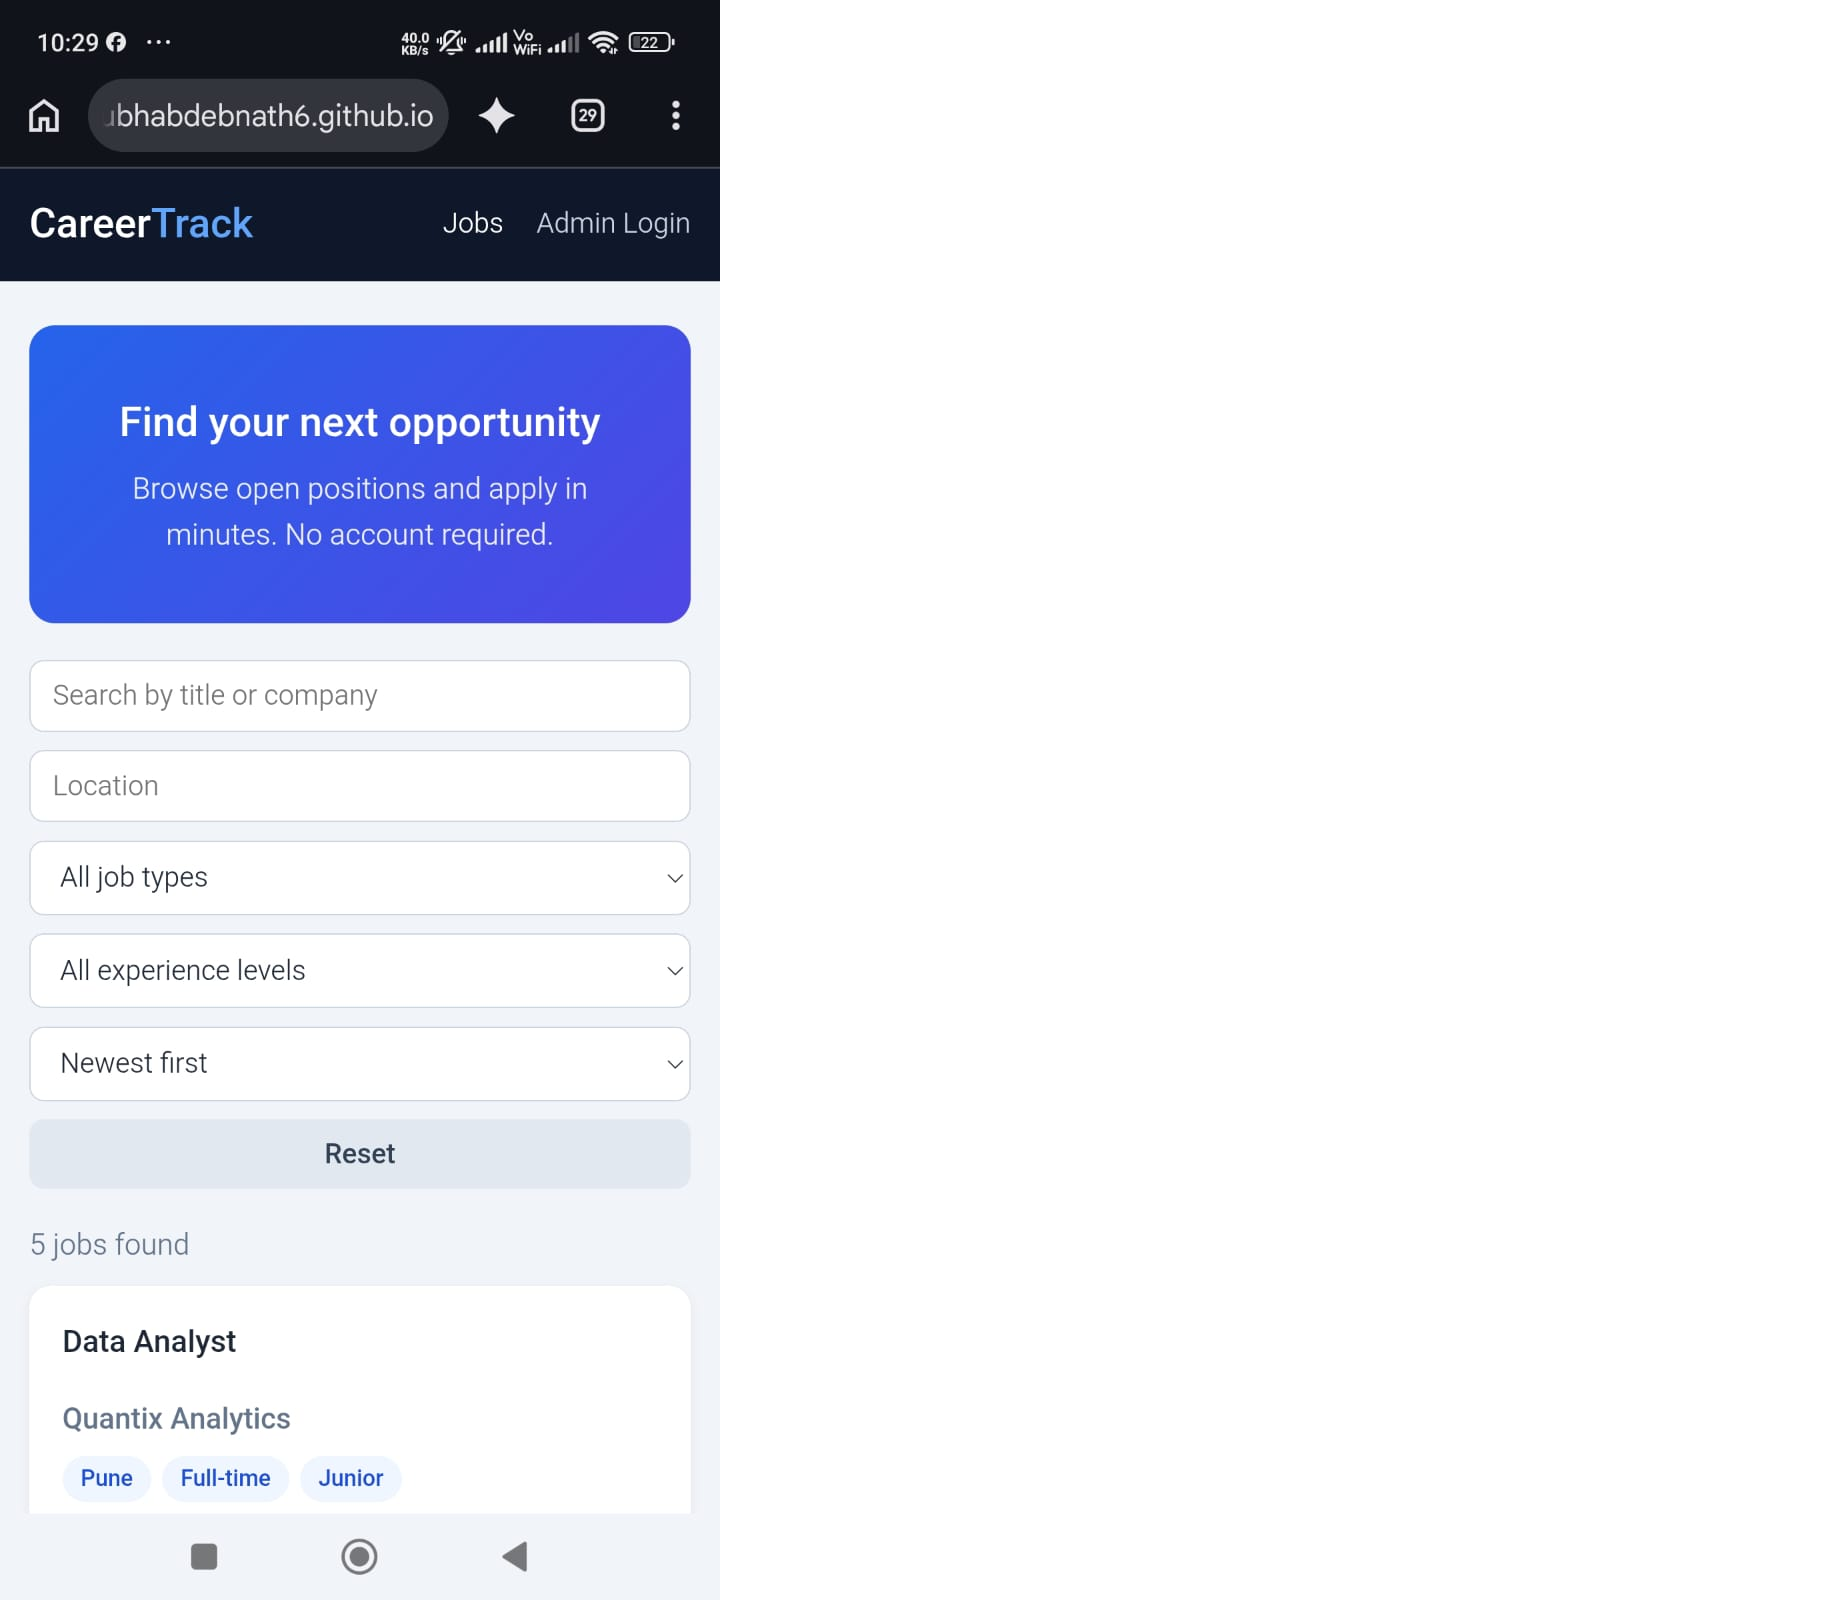 10:29 ... 40.0 KB/s Vo WiFi 22
bhabdebnath6.github.io 29
CareerTrack Jobs Admin Login
Find your next opportunity
Browse open positions and apply in
minutes. No account required.
Search by title or company
Location
All job types
All experience levels
Newest first
Reset
5 jobs found
Data Analyst
Quantix Analytics
Pune Full-time Junior